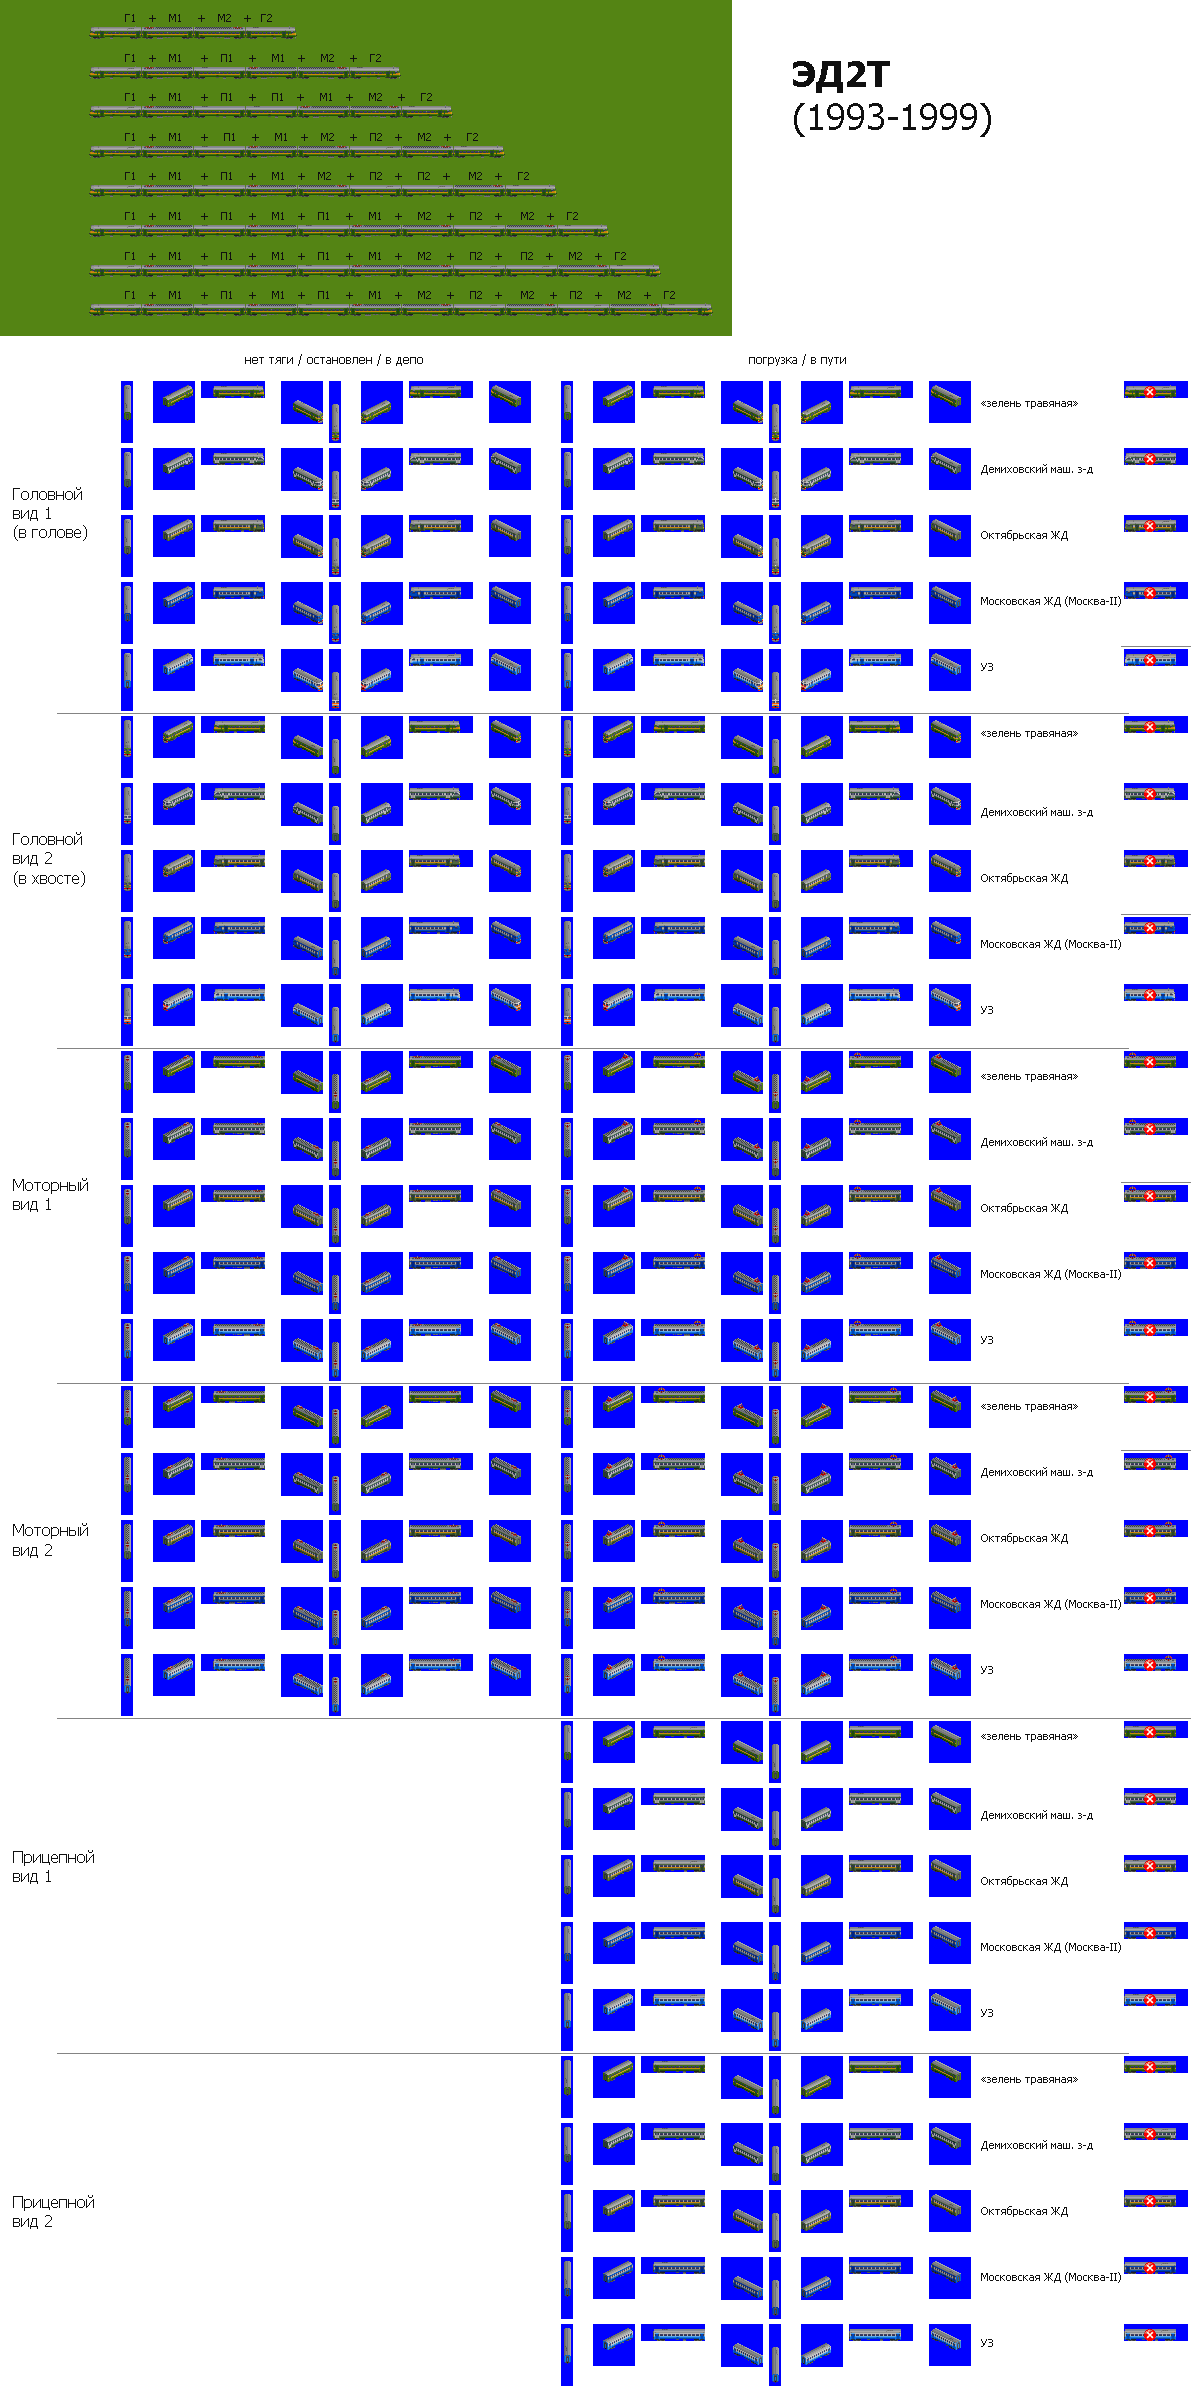 Г1 + М1 + М2 + Г2
Г1 + М1 + П1 + М1 + М2 + Г2
Г1 + М1 + П1 + П1 + М1 + М2 + Г2
Г1 + М1 + П1 + М1 + М2 + П2 + М2 + Г2
Г1 + М1 + П1 + М1 + М2 + П2 + П2 + М2 + Г2
Г1 + М1 + П1 + М1 + П1 + М1 + М2 + П2 + М2 + Г2
Г1 + М1 + П1 + М1 + П1 + М1 + М2 + П2 + П2 + М2 + Г2
Г1 + М1 + П1 + М1 + П1 + М1 + М2 + П2 + М2 + П2 + М2 + Г2
ЭД2Т
(1993-1999)
нет тяги / остановлен / в депо
погрузка / в пути
Головной
вид 1
(в голове)
«зелень травяная»
Демиховский маш. з-д
Октябрьская ЖД
Московская ЖД (Москва-II)
УЗ
Головной
вид 2
(в хвосте)
«зелень травяная»
Демиховский маш. з-д
Октябрьская ЖД
Московская ЖД (Москва-II)
УЗ
Моторный
вид 1
«зелень травяная»
Демиховский маш. з-д
Октябрьская ЖД
Московская ЖД (Москва-II)
УЗ
Моторный
вид 2
«зелень травяная»
Демиховский маш. з-д
Октябрьская ЖД
Московская ЖД (Москва-II)
УЗ
Прицепной
вид 1
«зелень травяная»
Демиховский маш. з-д
Октябрьская ЖД
Московская ЖД (Москва-II)
УЗ
Прицепной
вид 2
«зелень травяная»
Демиховский маш. з-д
Октябрьская ЖД
Московская ЖД (Москва-II)
УЗ